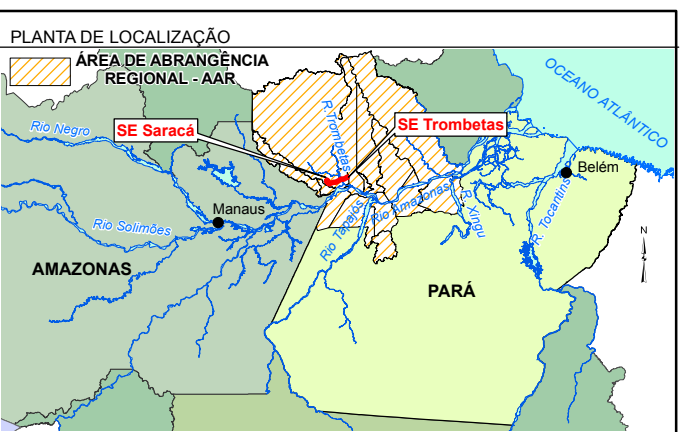 PLANTA DE LOCALIZAÇÃO
ÁREA DE ABRANGÊNCIA
REGIONAL - AAR
OCEANO ATLÂNTICO
Rio Negro
SE Saracá
R. Trombetas
SE Trombetas
Belém
Manaus
Rio Solimões
Rio Tapajós
Rio Amazonas
R. Xingu
R. Tocantins
N
AMAZONAS
PARÁ